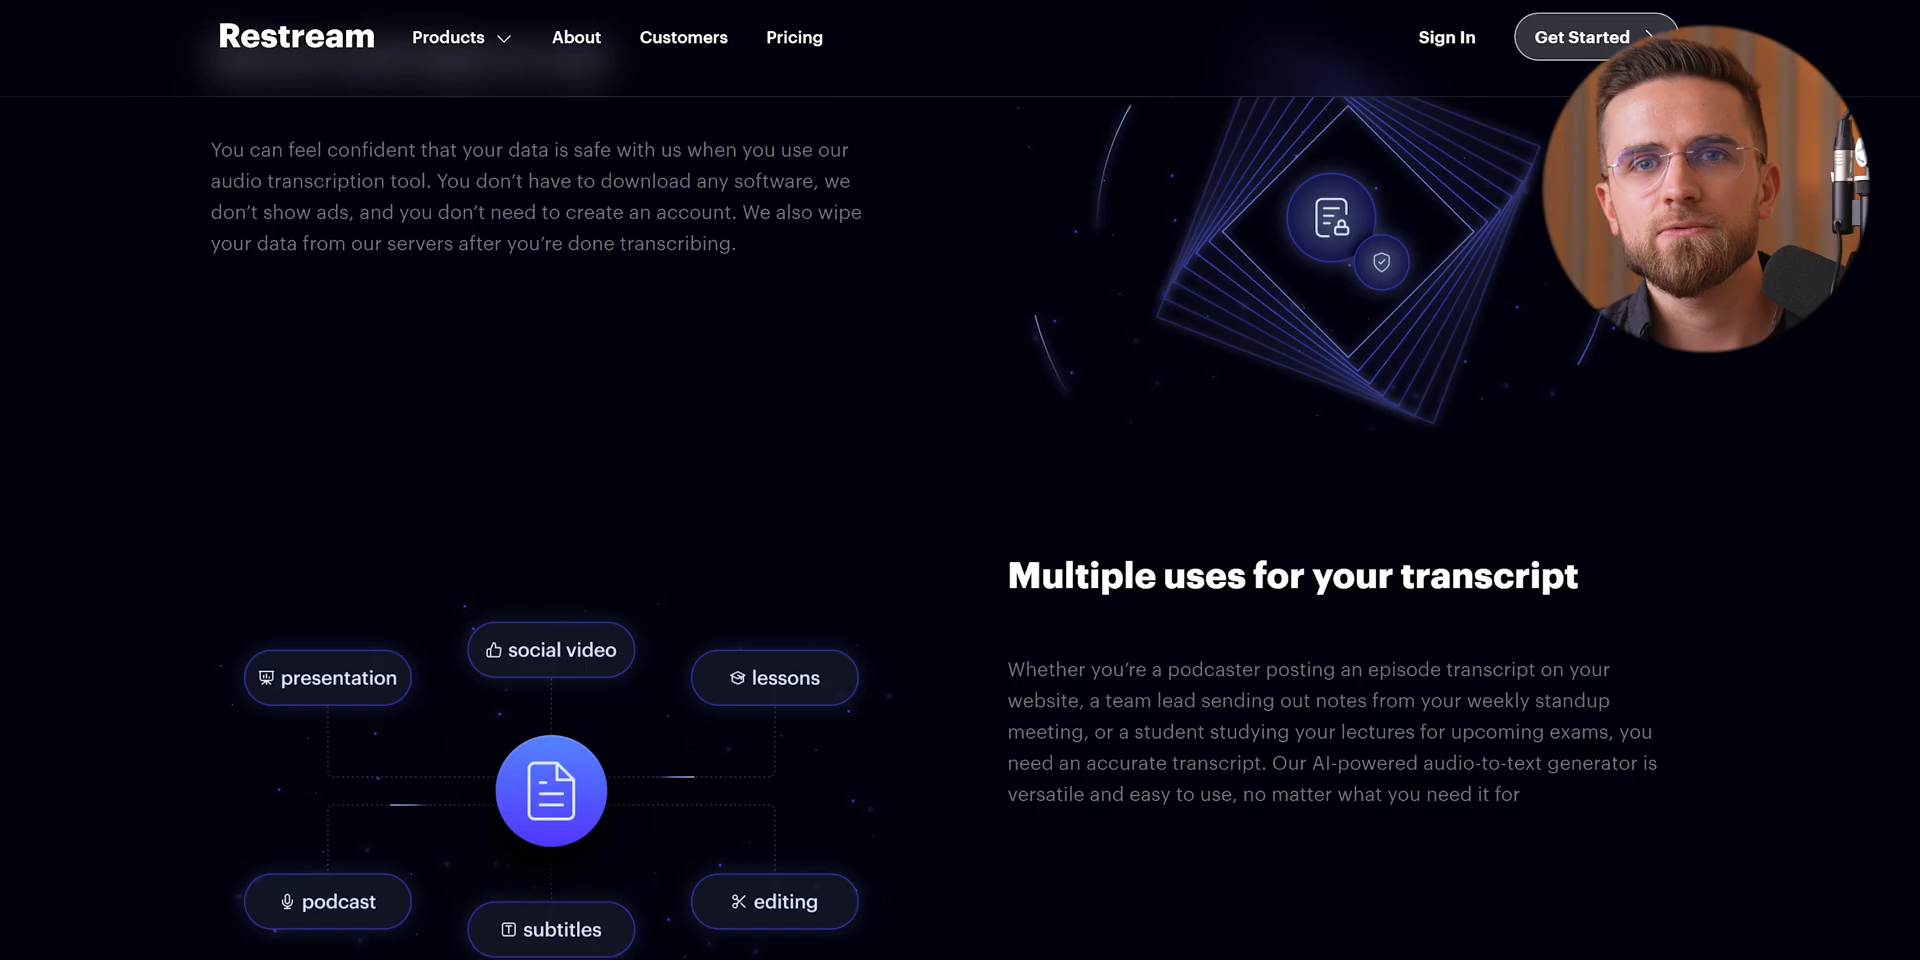 Restream
Products
About
Customers
Pricing
Sign In
Get Started
You can feel confident that your data is safe with us when you use our
audio transcription tool. You don’t have to download any software, we
don’t show ads, and you don’t need to create an account. We also wipe
your data from our servers after you’re done transcribing.
Multiple uses for your transcript
Whether you’re a podcaster posting an episode transcript on your
website, a team lead sending out notes from your weekly standup
meeting, or a student studying your lectures for upcoming exams, you
need an accurate transcript. Our AI-powered audio-to-text generator is
versatile and easy to use, no matter what you need it for
presentation
social video
lessons
podcast
subtitles
editing